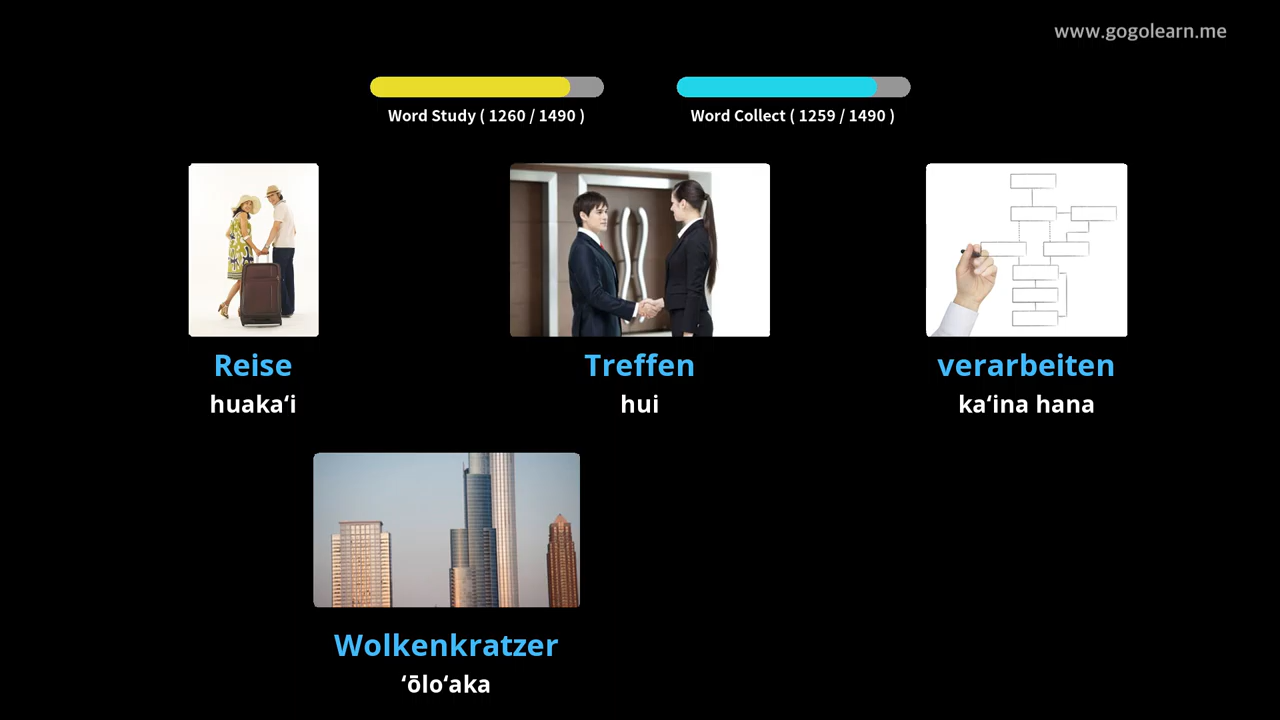 www.gogolearn.me
Word Study ( 1260 / 1490 )
Word Collect ( 1259 / 1490 )
Reise
huakaʻi
Treffen
hui
verarbeiten
kaʻina hana
Wolkenkratzer
ʻōloʻaka